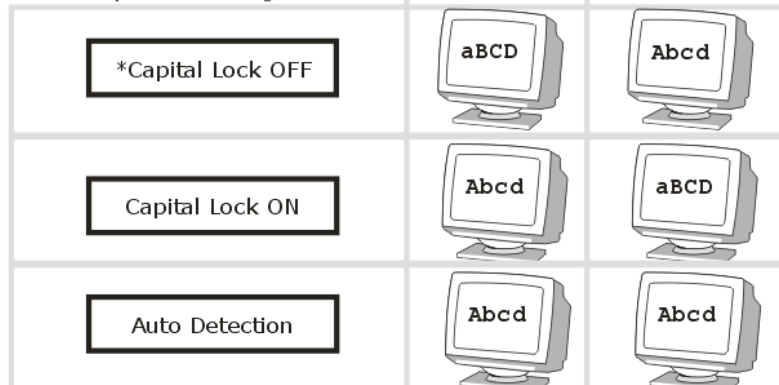 *Capital Lock OFF
aBCD
Abcd
Capital Lock ON
Abcd
aBCD
Auto Detection
Abcd
Abcd